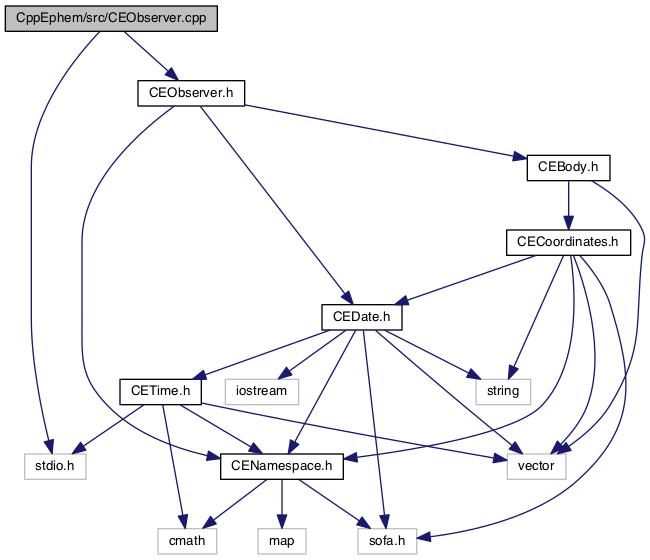 CppEphem/src/CEObserver.cpp
CEObserver.h
CEBody.h
CECoordinates.h
CEDate.h
CETime.h
iostream
string
stdio.h
CENamespace.h
vector
cmath
map
sofa.h